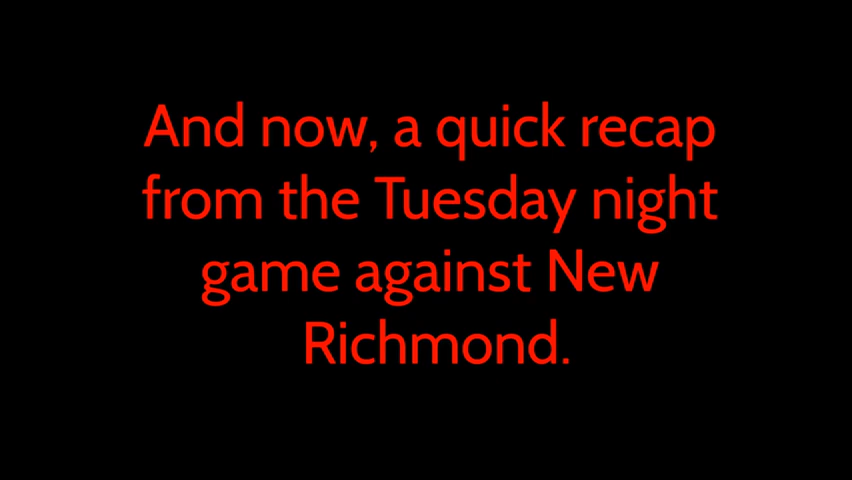 And now, a quick recap
from the Tuesday night
game against New
Richmond.